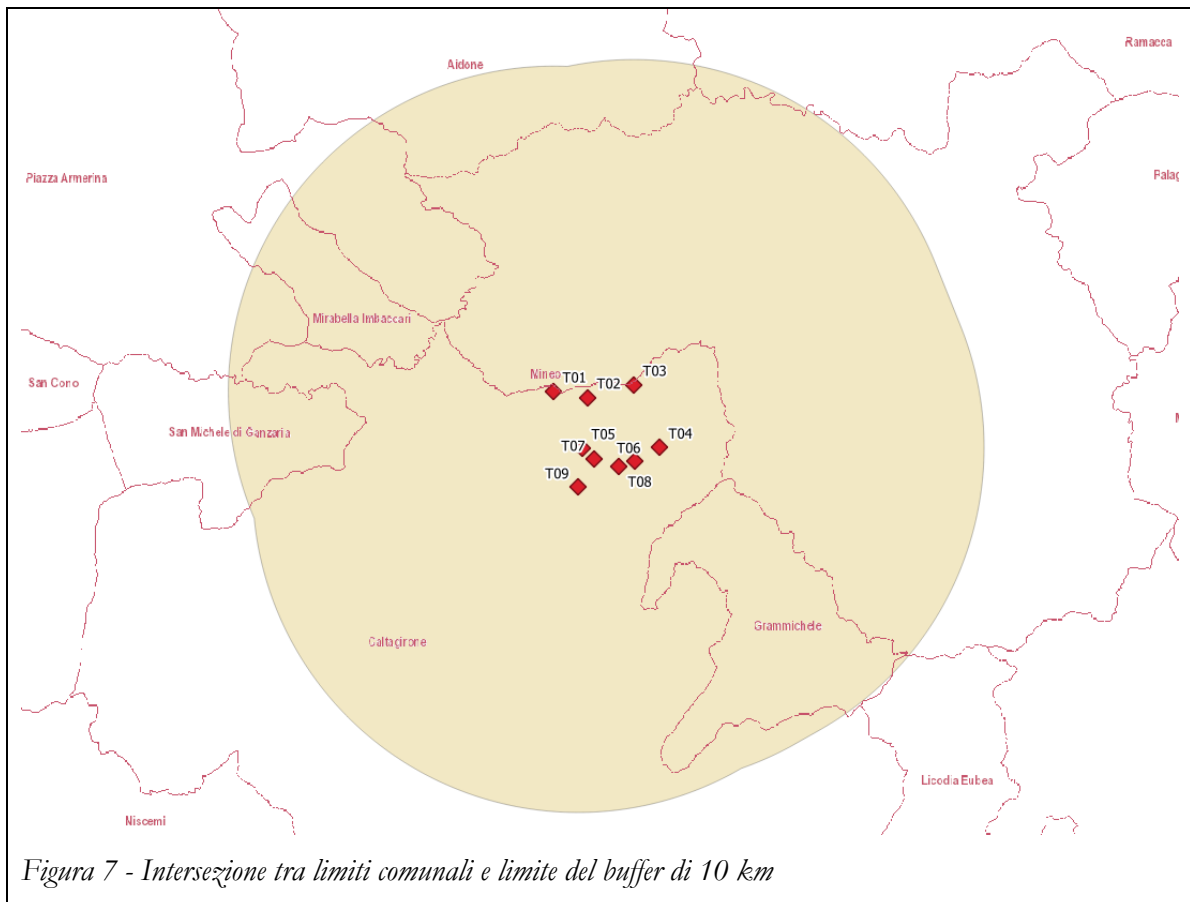 Ramacca
Aidone
Piazza Armerina
Palag
Mirabella Imbaccari
San Cono
Mineo
T01
T02
T03
San Michele di Ganzaria
T07
T05
T06
T04
T09
T08
M
Grammichele
Caltagirone
Licodia Eubea
Niscemi
Figura 7 - Intersezione tra limiti comunali e limite del buffer di 10 km